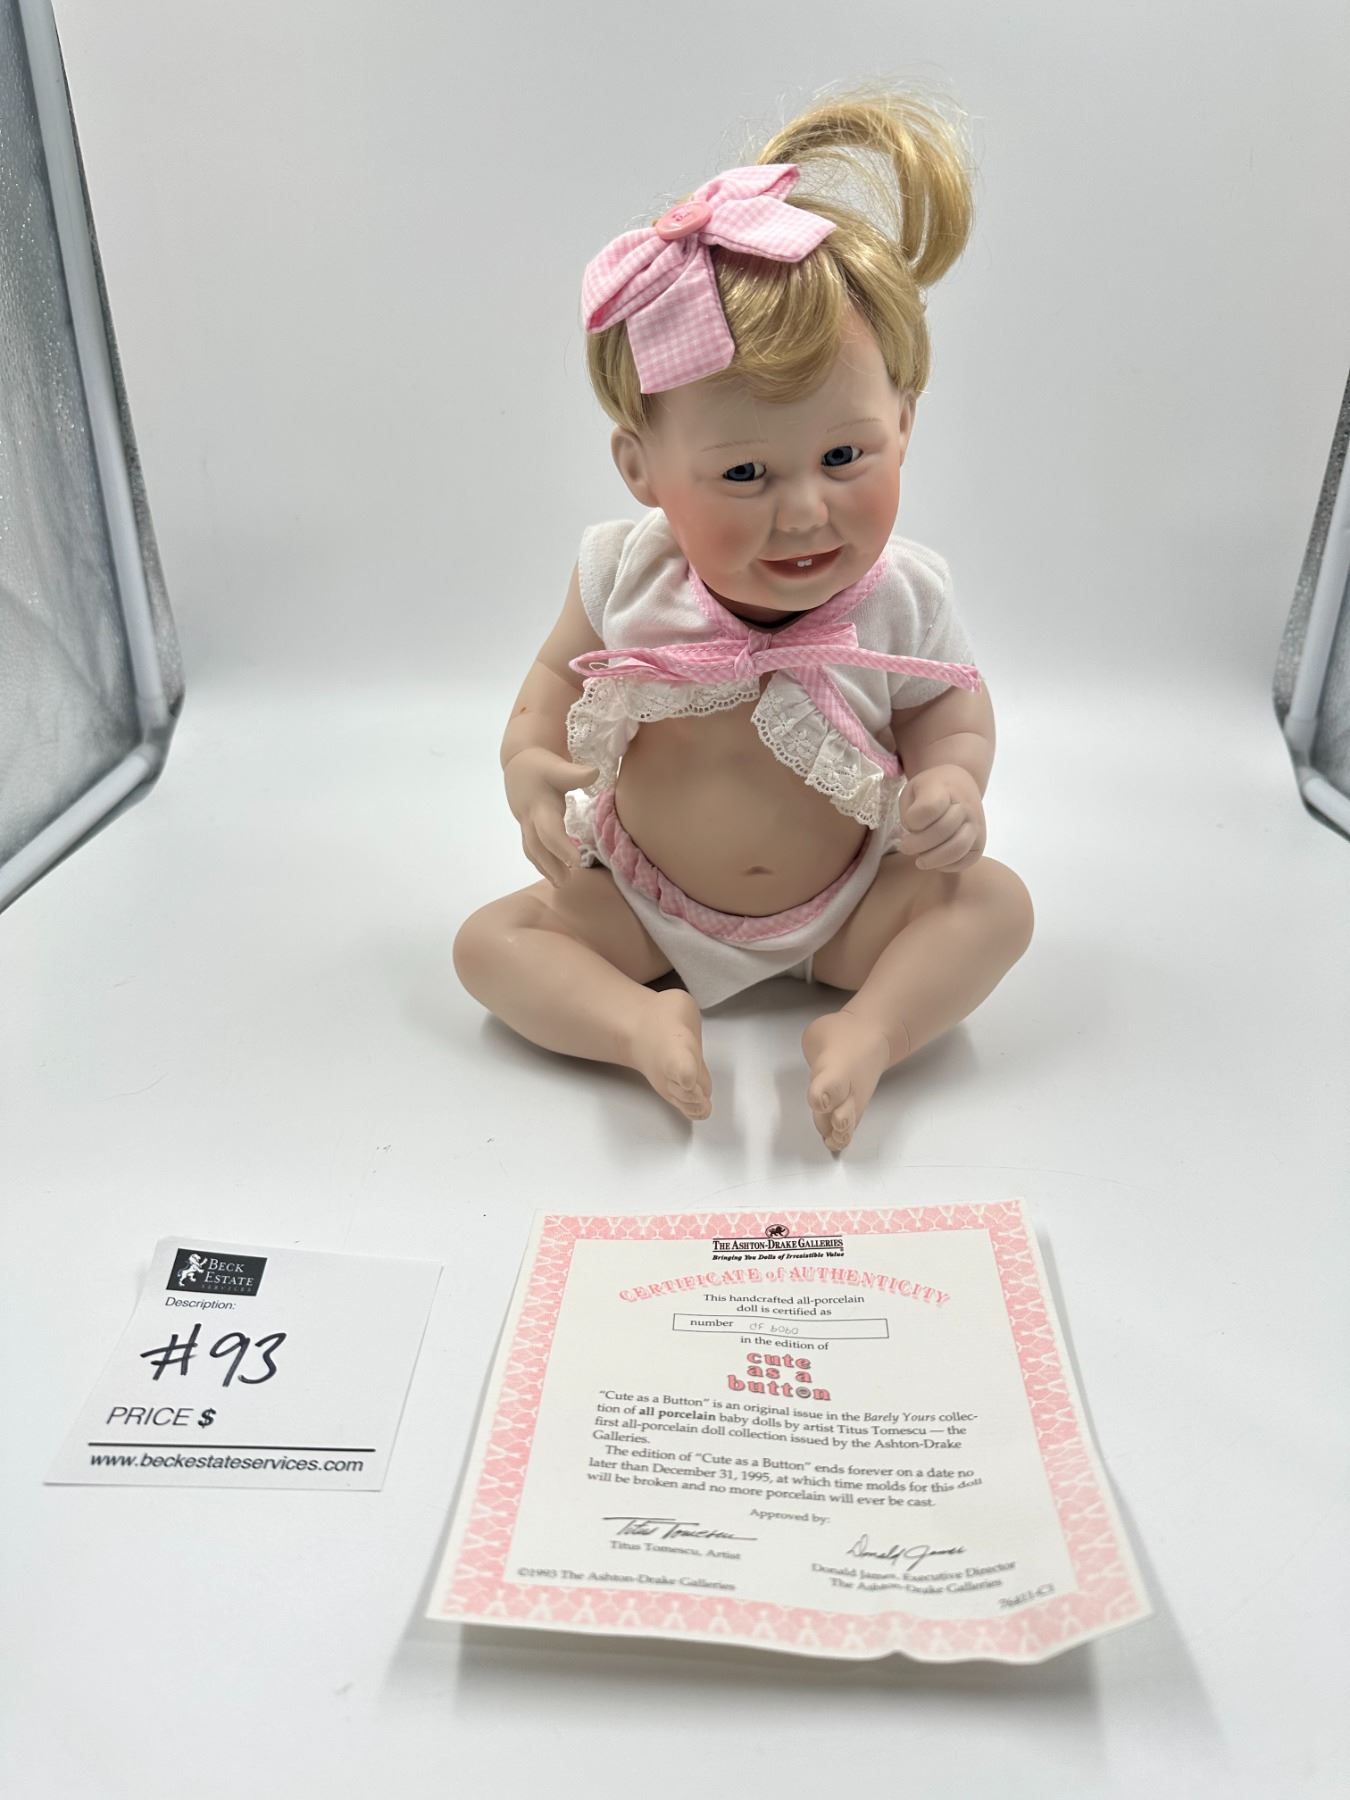 BECK
ESTATE
SERVICES
Description:
#93
PRICE $
www.beckestateservices.com
THE ASHTON-DRAKE GALLERIES
Bringing You Dolls of Irresistible Value
CERTIFICATE of AUTHENTICITY
This handcrafted all-porcelain
doll is certified as
number
in the edition of
cute
as a
button
"Cute as a Button" is an original issue in the Barely Yours collec-
tion of all porcelain baby dolls by artist Titus Tomescu — the
first all-porcelain doll collection issued by the Ashton-Drake
Galleries.
The edition of "Cute as a Button" ends forever on a date no
later than December 31, 1995, at which time molds for this doll
will be broken and no more porcelain will ever be cast.
Approved by:
Titus Tomescu
Donald James
Titus Tomescu, Artist
Donald James, Executive Director
The Ashton-Drake Galleries
©1993 The Ashton-Drake Galleries